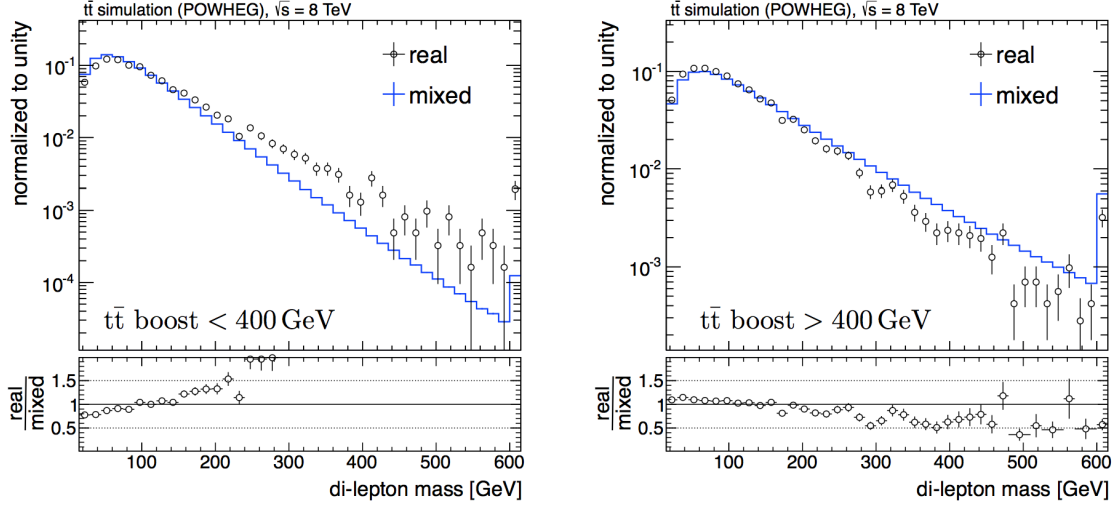 tt̄ simulation (POWHEG), √s = 8 TeV
normalized to unity
10⁻¹
10⁻²
10⁻³
10⁻⁴
real
mixed
tt̄ boost < 400 GeV
real
mixed
1.5
1
0.5
100 200 300 400 500 600
di-lepton mass [GeV]
tt̄ simulation (POWHEG), √s = 8 TeV
normalized to unity
10⁻¹
10⁻²
10⁻³
real
mixed
tt̄ boost > 400 GeV
real
mixed
1.5
1
0.5
100 200 300 400 500 600
di-lepton mass [GeV]